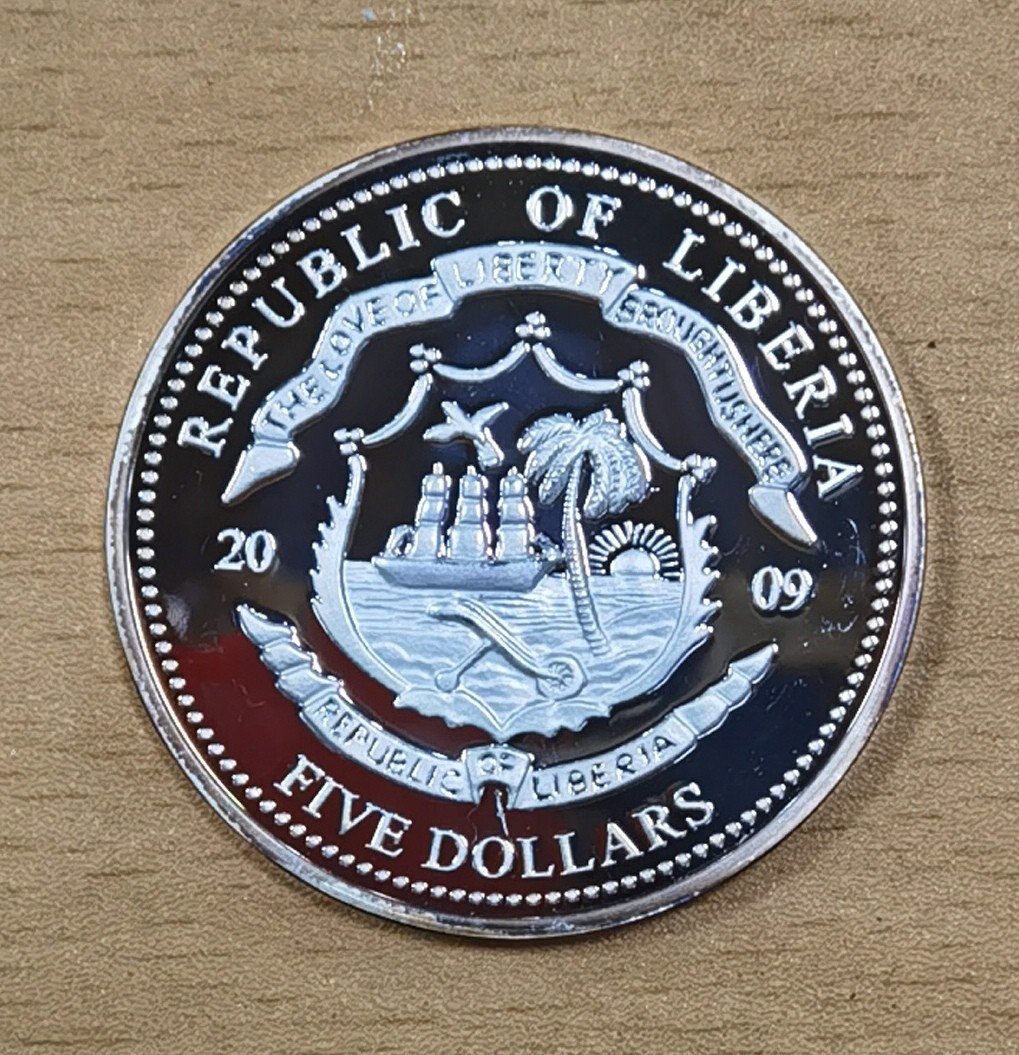 REPUBLIC OF LIBERIA
THE LOVE OF LIBERTY BROUGHT US HERE
20 09
REPUBLIC OF LIBERIA
FIVE DOLLARS